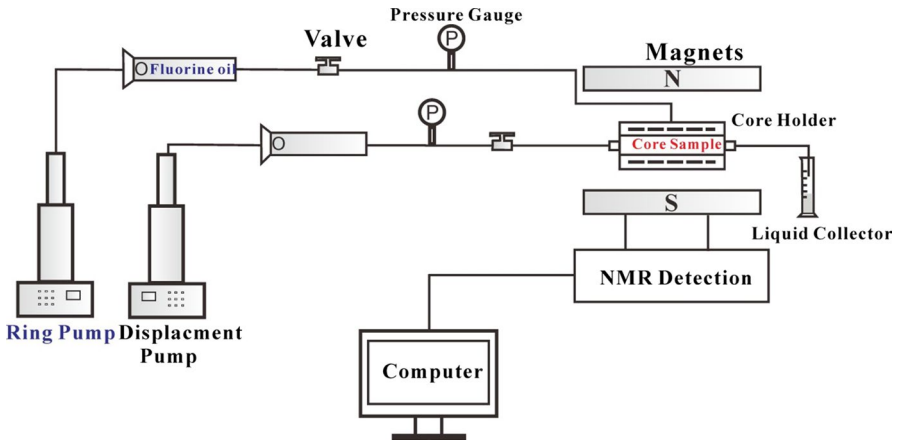 Pressure Gauge
Valve
P
Magnets
Fluorine oil
N
P
Core Holder
Core Sample
S
Liquid Collector
NMR Detection
Ring Pump
Displacment
Pump
Computer